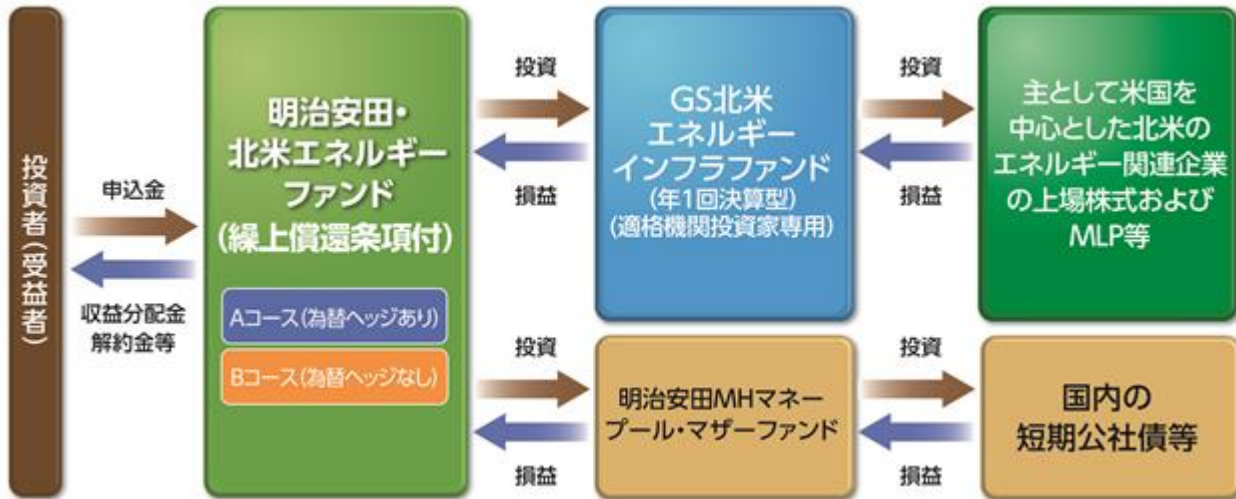 投資者(受益者)
申込金
収益分配金
解約金等
明治安田・
北米エネルギー
ファンド
(繰上償還条項付)
Aコース(為替ヘッジあり)
Bコース(為替ヘッジなし)
投資
損益
GS北米
エネルギー
インフラファンド
(年1回決算型)
(適格機関投資家専用)
投資
損益
主として米国を
中心とした北米の
エネルギー関連企業
の上場株式および
MLP等
投資
損益
明治安田MHマネー
プール・マザーファンド
投資
損益
国内の
短期公社債等